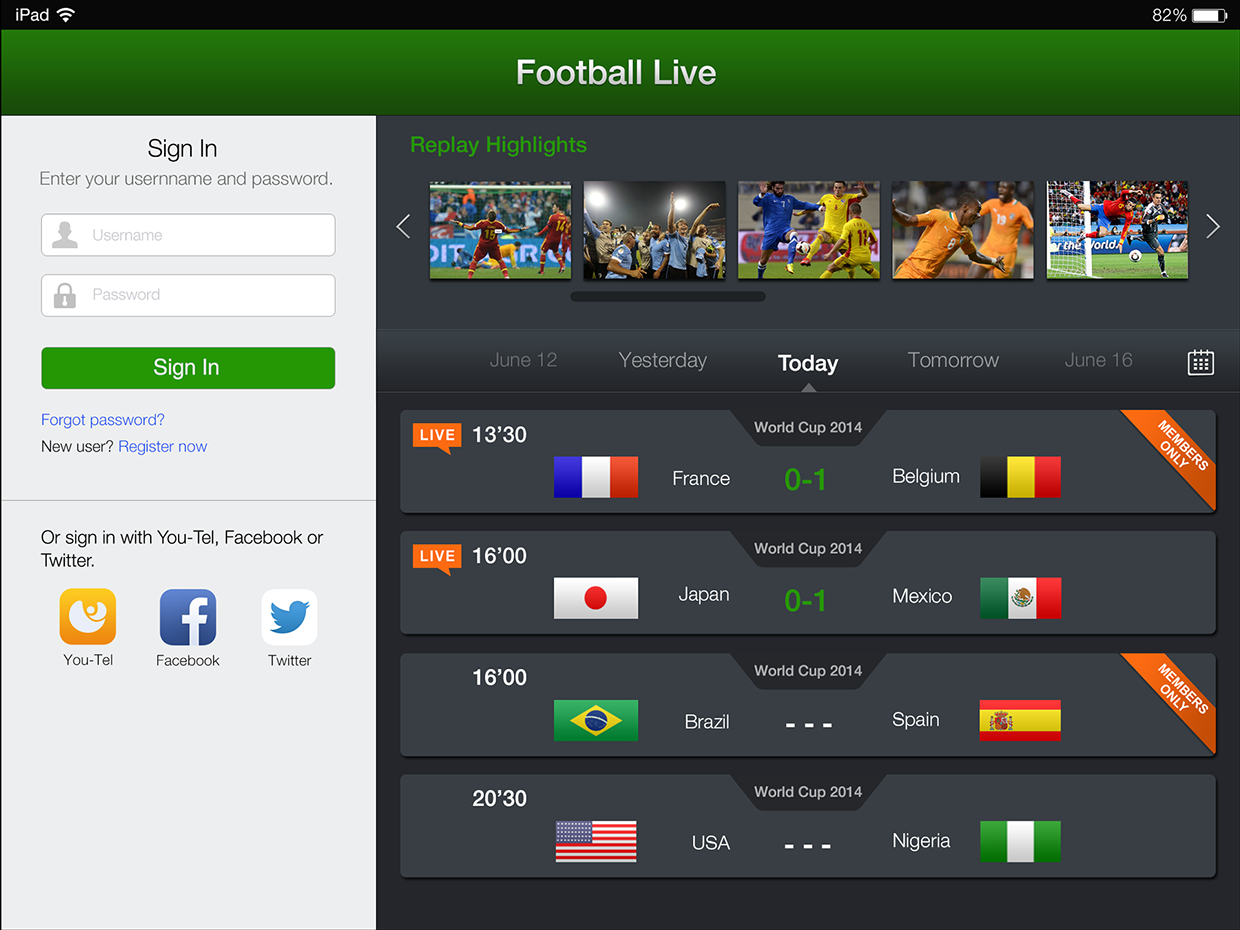 iPad
82%
Football Live
Sign In
Enter your usernname and password.
Username
Password
Sign In
Forgot password?
New user? Register now
Or sign in with You-Tel, Facebook or
Twitter.
You-Tel
Facebook
Twitter
Replay Highlights
June 12
Yesterday
Today
Tomorrow
June 16
LIVE
13’30
World Cup 2014
MEMBERS
ONLY
France
0-1
Belgium
LIVE
16’00
World Cup 2014
Japan
0-1
Mexico
16’00
World Cup 2014
MEMBERS
ONLY
Brazil
- - -
Spain
20’30
World Cup 2014
USA
- - -
Nigeria